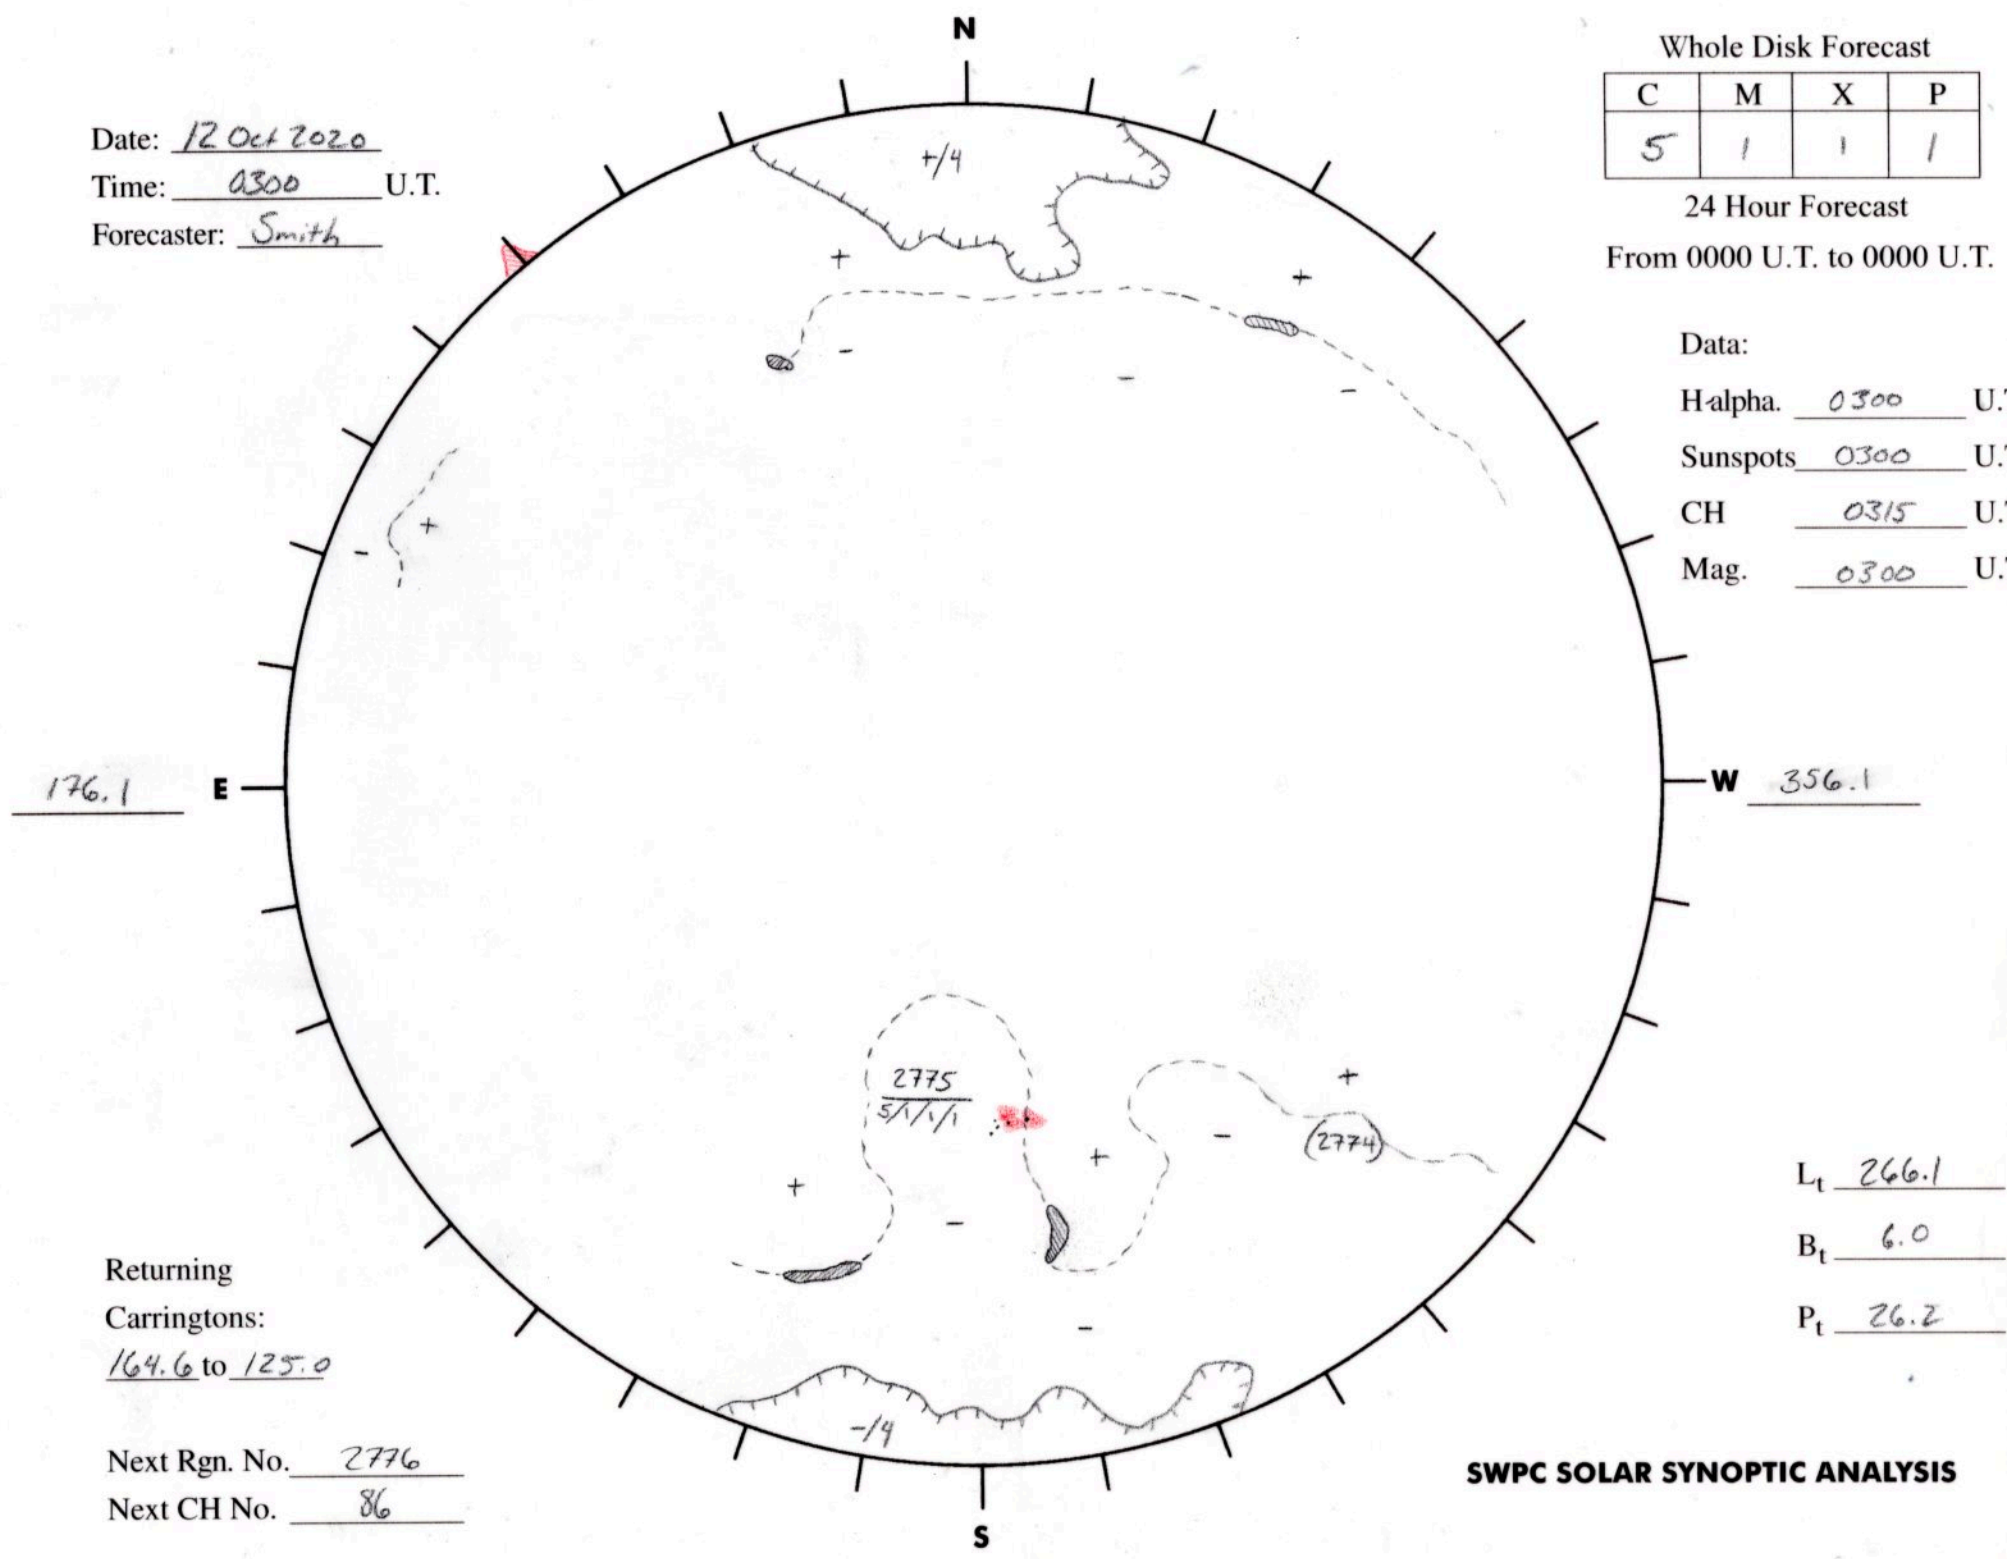 N
Whole Disk Forecast
C M X P
5 1 1 1
24 Hour Forecast
From 0000 U.T. to 0000 U.T.
Date: 12 Oct 2020
Time: 0300 U.T.
Forecaster: Smith
+/4
+
+
-
-
-
Data:
H-alpha. 0300 U.T
Sunspots 0300 U.T
CH 0315 U.T
Mag. 0300 U.T
+
-
176.1 E
W 356.1
2775
5/1/1/1
+
-
(2774)
+
+
-
-
-/4
Lt 266.1
Bt 6.0
Pt 26.2
Returning
Carringtons:
164.6 to 125.0
Next Rgn. No. 2776
Next CH No. 86
SWPC SOLAR SYNOPTIC ANALYSIS
S